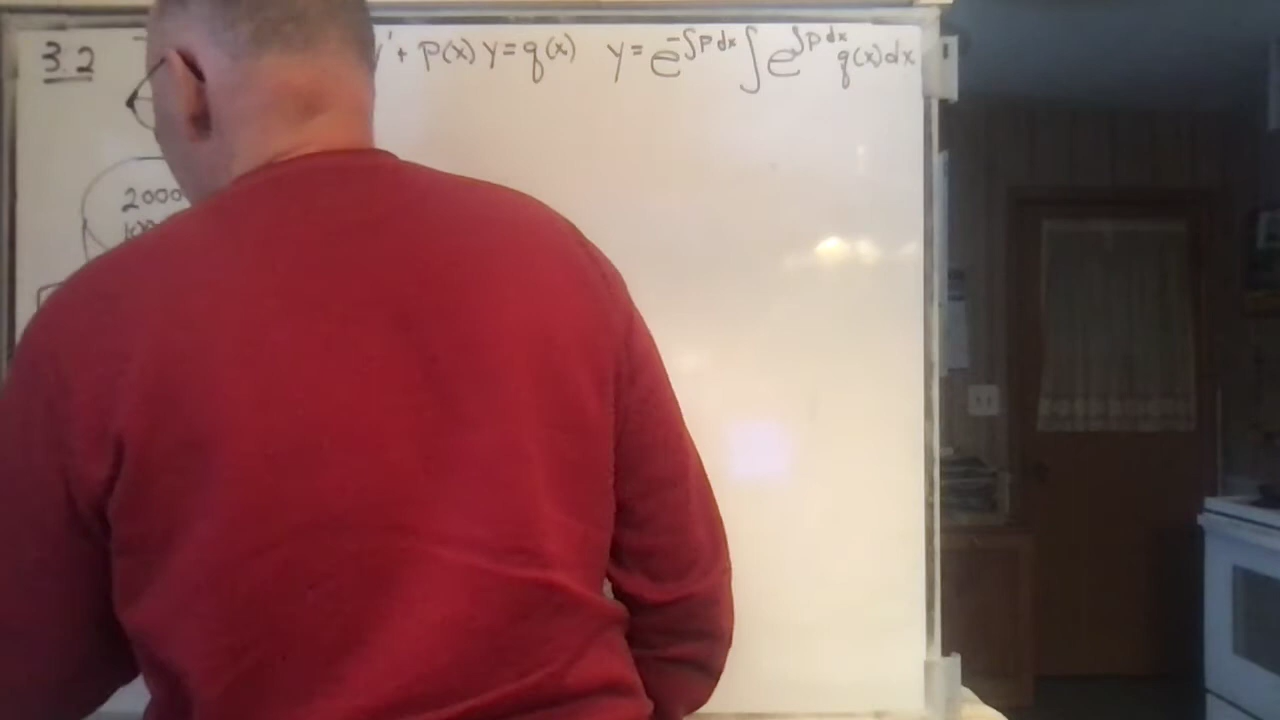 3.2 y' + p(x) y = q(x) y = e^{-∫p dx} ∫ e^{∫p dx} q(x) dx
2000